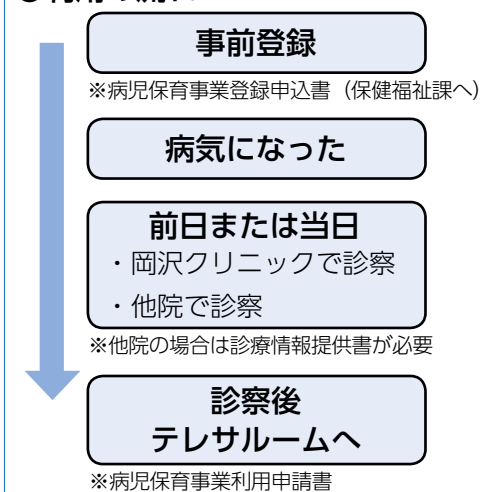 事前登録
※病児保育事業登録申込書（保健福祉課へ）
病気になった
前日または当日
・岡沢クリニックで診察
・他院で診察
※他院の場合は診療情報提供書が必要
診察後
テレサルームへ
※病児保育事業利用申請書